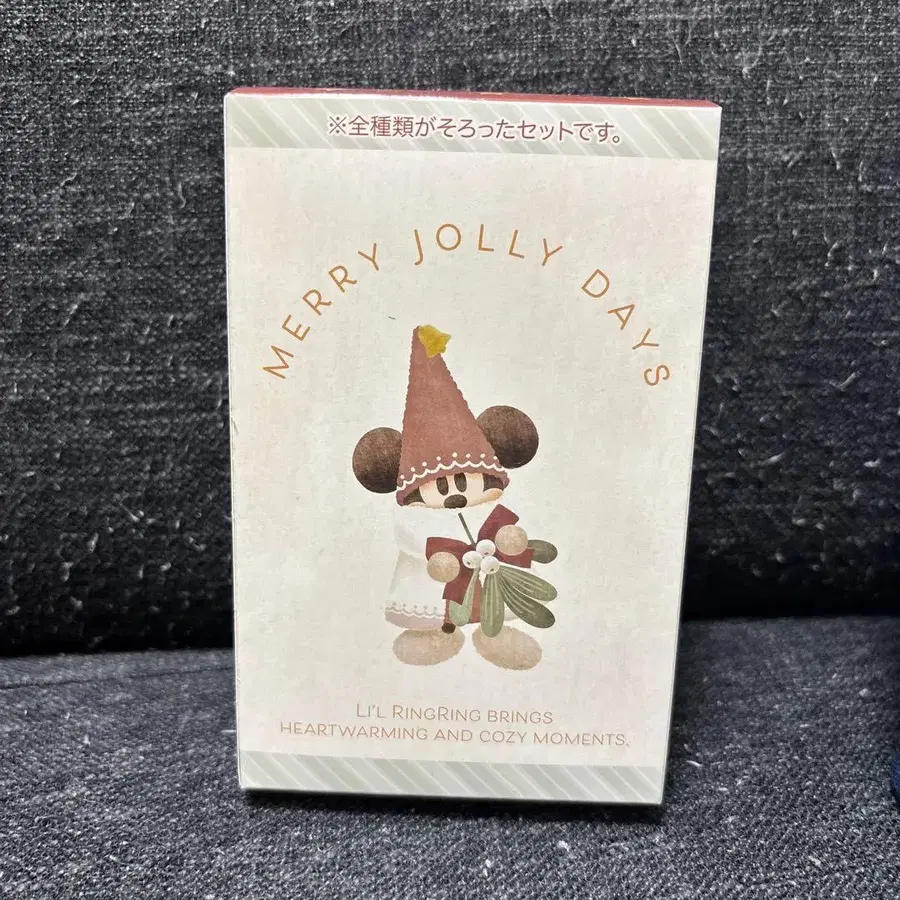 ※全種類がそろったセットです。
MERRY JOLLY DAYS
LI'L RINGRING BRINGS
HEARTWARMING AND COZY MOMENTS.